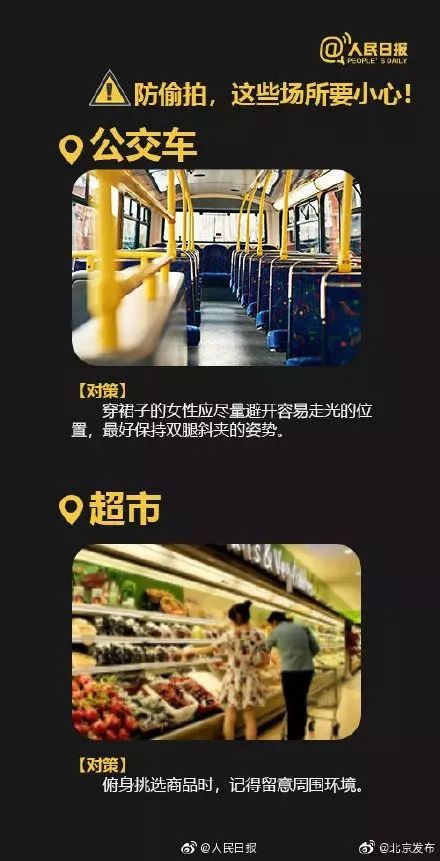 @人民日报
PEOPLE'S DAILY
防偷拍，这些场所要小心!
公交车
【对策】
穿裙子的女性应尽量避开容易走光的位
置，最好保持双腿斜夹的姿势。
超市
【对策】
俯身挑选商品时，记得留意周围环境。
@人民日报
@北京发布